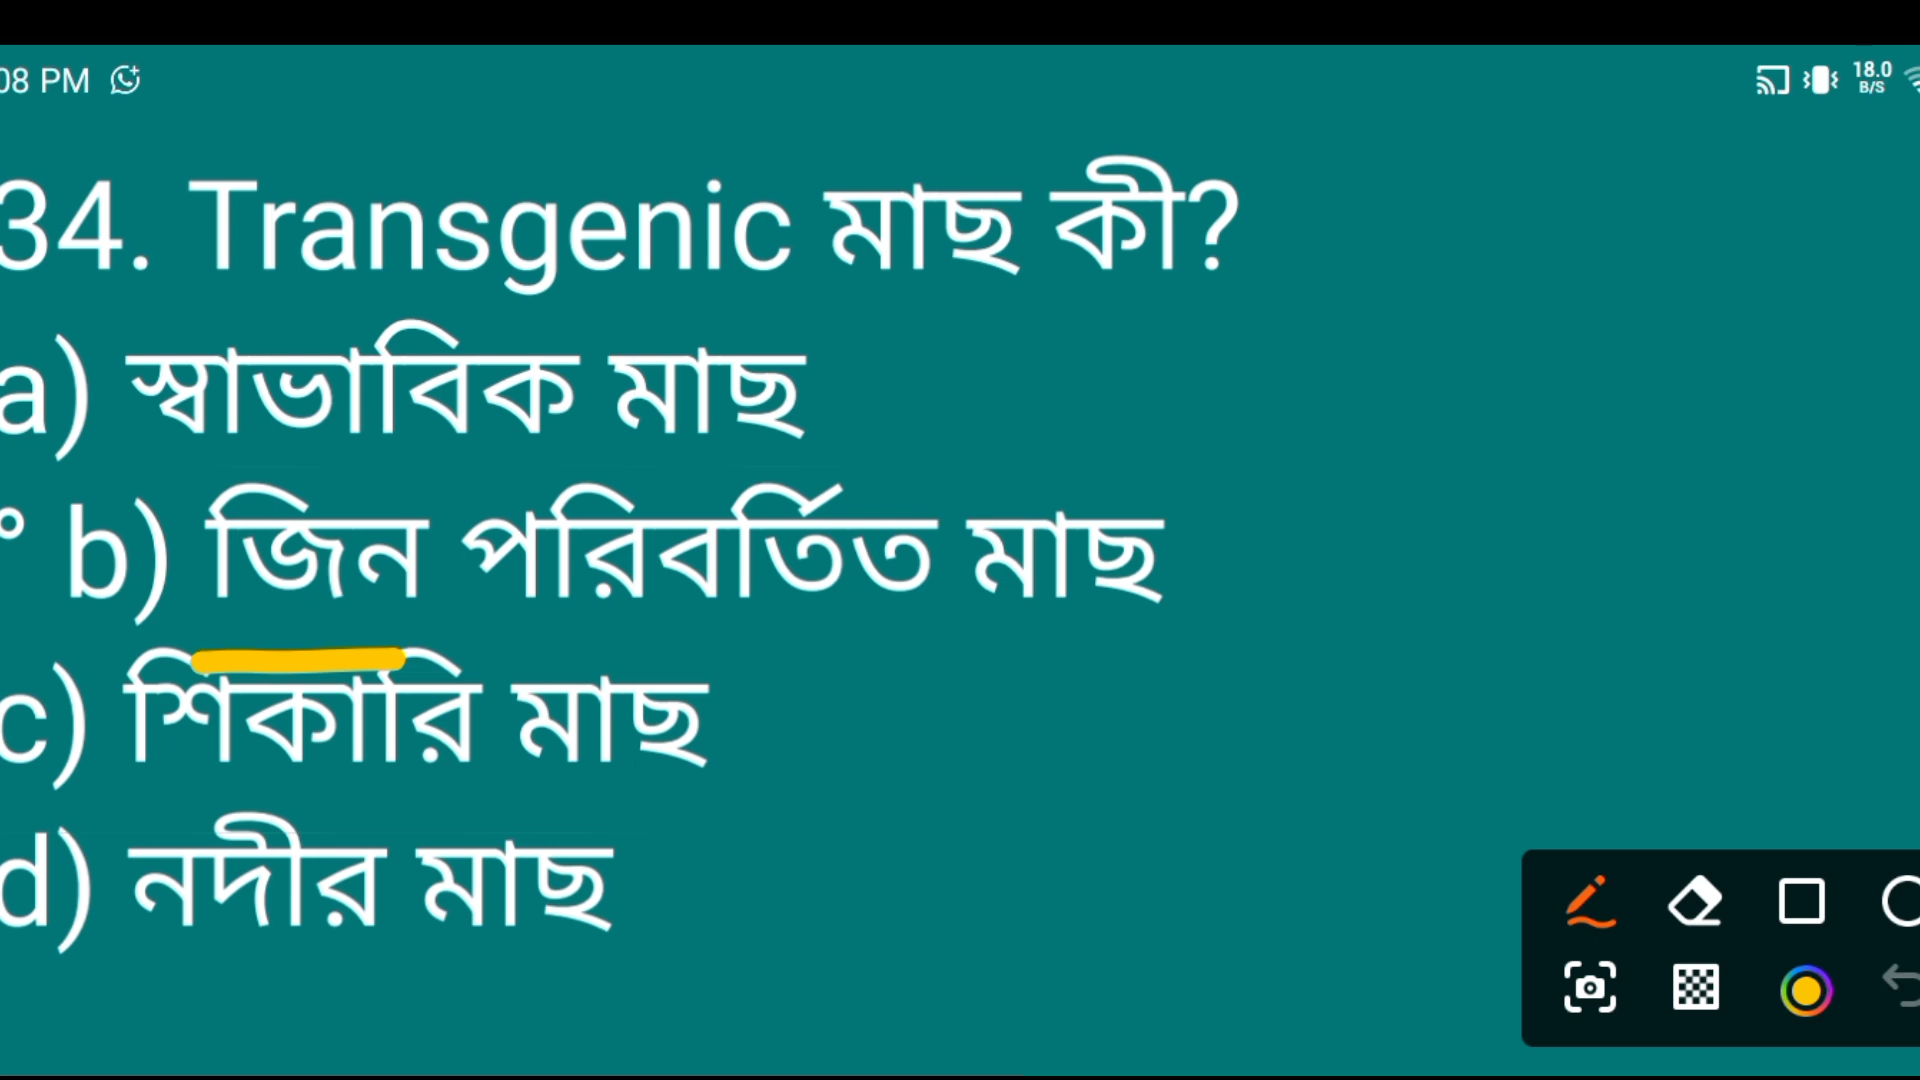 08 PM
18.0
B/S
34. Transgenic মাছ কী?
a) স্বাভাবিক মাছ
° b) জিন পরিবর্তিত মাছ
c) শিকারি মাছ
d) নদীর মাছ